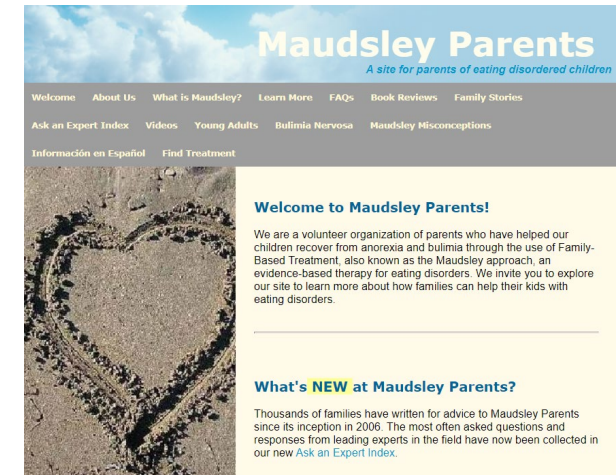 Maudsley Parents
A site for parents of eating disordered children
Welcome About Us What is Maudsley? Learn More FAQs Book Reviews Family Stories
Ask an Expert Index Videos Young Adults Bulimia Nervosa Maudsley Misconceptions
Información en Español Find Treatment
Welcome to Maudsley Parents!
We are a volunteer organization of parents who have helped our
children recover from anorexia and bulimia through the use of Family-
Based Treatment, also known as the Maudsley approach, an
evidence-based therapy for eating disorders. We invite you to explore
our site to learn more about how families can help their kids with
eating disorders.
What's NEW at Maudsley Parents?
Thousands of families have written for advice to Maudsley Parents
since its inception in 2006. The most often asked questions and
responses from leading experts in the field have now been collected in
our new Ask an Expert Index.